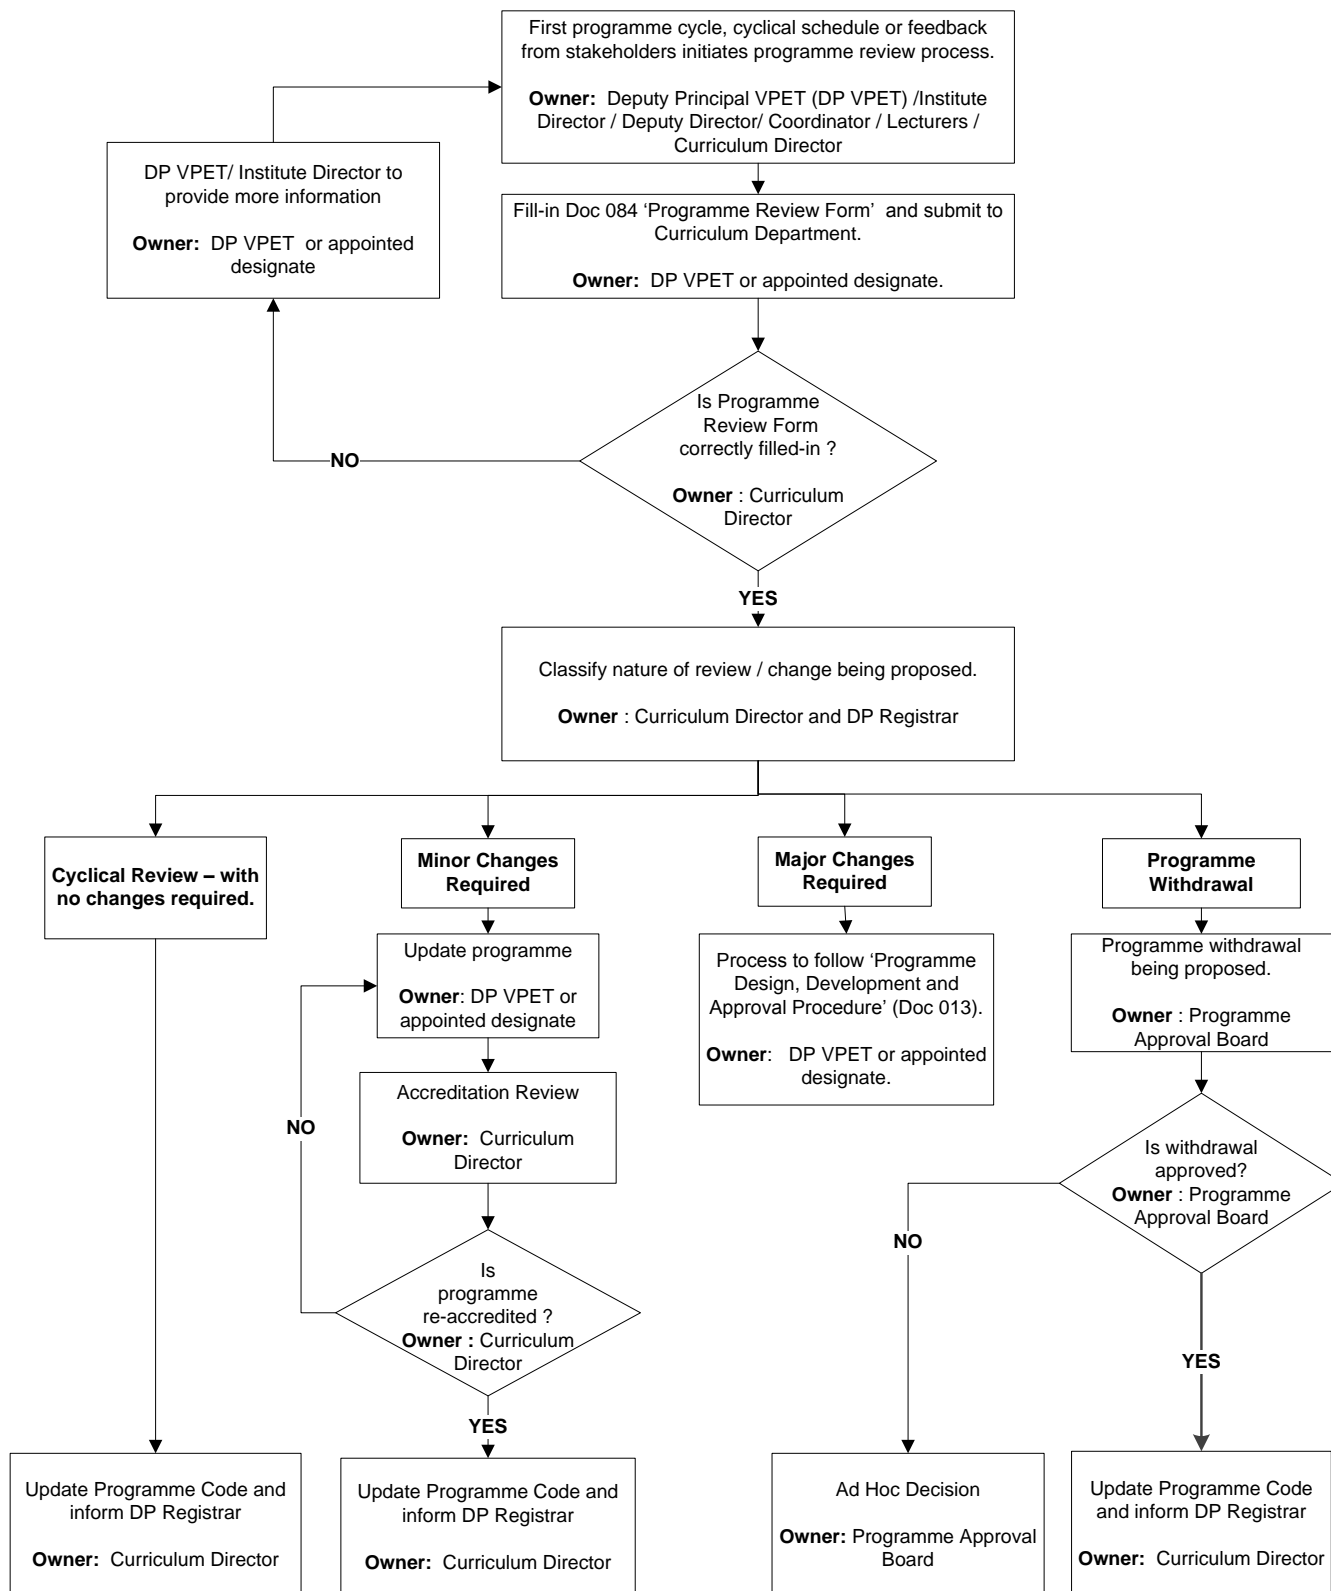 First programme cycle, cyclical schedule or feedback
from stakeholders initiates programme review process.
Owner: Deputy Principal VPET (DP VPET) /Institute
Director / Deputy Director/ Coordinator / Lecturers /
Curriculum Director
DP VPET/ Institute Director to
provide more information
Owner: DP VPET or appointed
designate
Fill-in Doc 084 ‘Programme Review Form’ and submit to
Curriculum Department.
Owner: DP VPET or appointed designate.
Is Programme
Review Form
correctly filled-in ?
Owner : Curriculum
Director
NO
YES
Classify nature of review / change being proposed.
Owner : Curriculum Director and DP Registrar
Cyclical Review – with
no changes required.
Minor Changes
Required
Major Changes
Required
Programme
Withdrawal
Update programme
Owner: DP VPET or
appointed designate
Process to follow ‘Programme
Design, Development and
Approval Procedure’ (Doc 013).
Owner: DP VPET or appointed
designate.
Programme withdrawal
being proposed.
Owner : Programme
Approval Board
Accreditation Review
Owner: Curriculum
Director
NO
Is withdrawal
approved?
Owner : Programme
Approval Board
NO
Is
programme
re-accredited ?
Owner : Curriculum
Director
YES
YES
Update Programme Code and
inform DP Registrar
Owner: Curriculum Director
Update Programme Code and
inform DP Registrar
Owner: Curriculum Director
Ad Hoc Decision
Owner: Programme Approval
Board
Update Programme Code
and inform DP Registrar
Owner: Curriculum Director